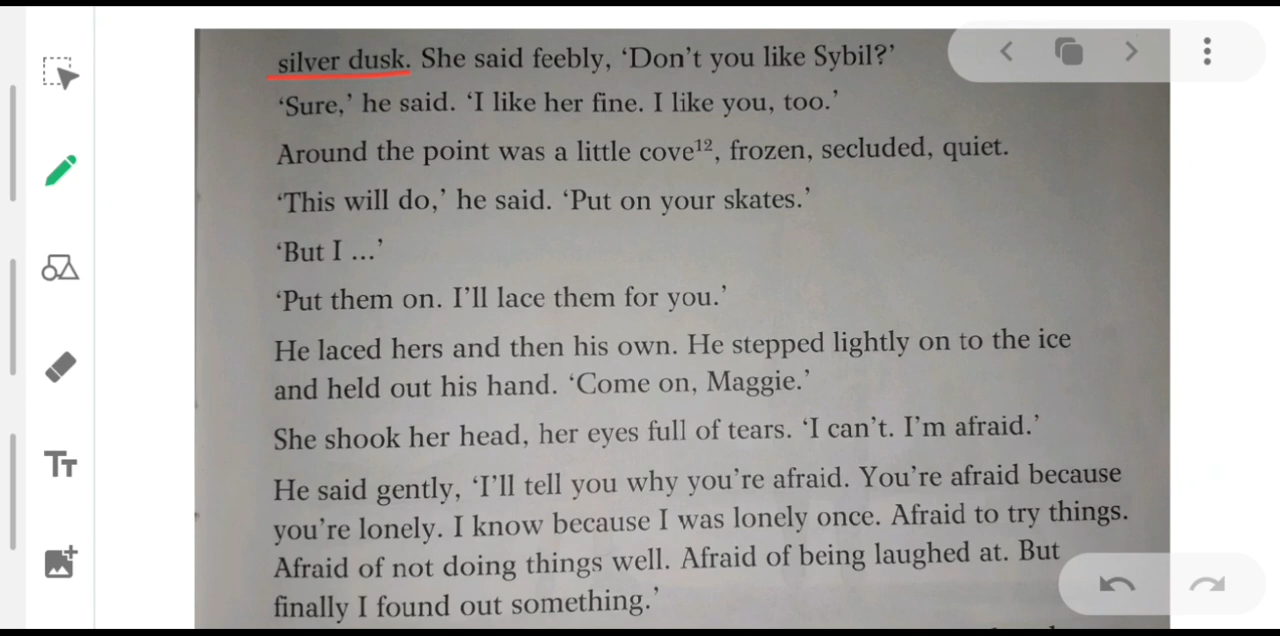 silver dusk. She said feebly, ‘Don’t you like Sybil?’
‘Sure,’ he said. ‘I like her fine. I like you, too.’
Around the point was a little cove¹², frozen, secluded, quiet.
‘This will do,’ he said. ‘Put on your skates.’
‘But I ...’
‘Put them on. I’ll lace them for you.’
He laced hers and then his own. He stepped lightly on to the ice
and held out his hand. ‘Come on, Maggie.’
She shook her head, her eyes full of tears. ‘I can’t. I’m afraid.’
He said gently, ‘I’ll tell you why you’re afraid. You’re afraid because
you’re lonely. I know because I was lonely once. Afraid to try things.
Afraid of not doing things well. Afraid of being laughed at. But
finally I found out something.’
TT